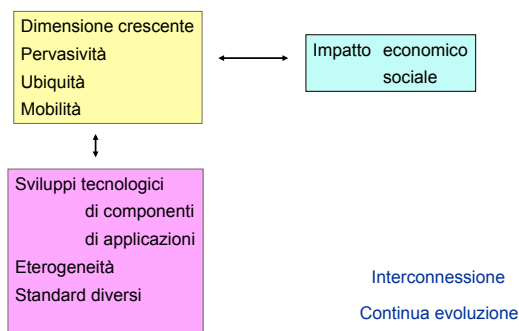 Dimensione crescente
Pervasività
Ubiquità
Mobilità
Impatto economico
sociale
Sviluppi tecnologici
di componenti
di applicazioni
Eterogeneità
Standard diversi
Interconnessione
Continua evoluzione